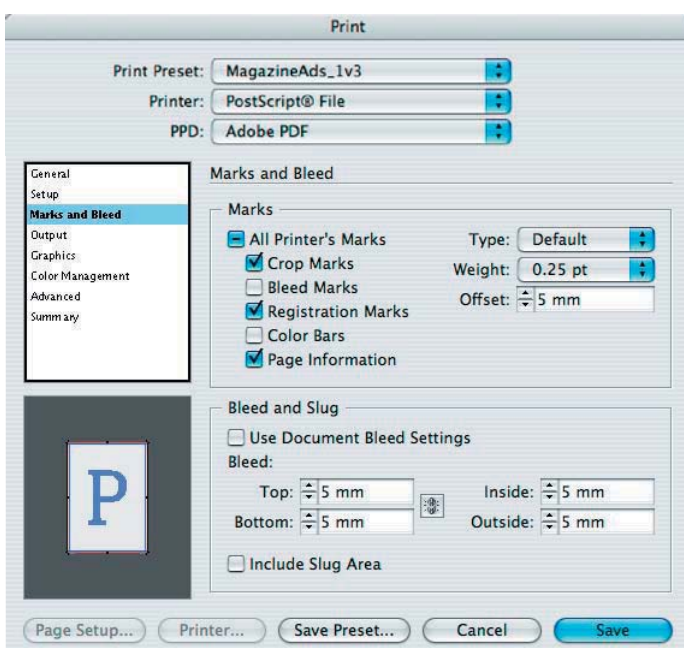 Print
Print Preset: MagazineAds_1v3
Printer: PostScript® File
PPD: Adobe PDF
General
Setup
Marks and Bleed
Output
Graphics
Color Management
Advanced
Summary
Marks and Bleed
Marks
All Printer's Marks
Crop Marks
Bleed Marks
Registration Marks
Color Bars
Page Information
Type: Default
Weight: 0.25 pt
Offset: 5 mm
Bleed and Slug
Use Document Bleed Settings
Bleed:
Top: 5 mm
Bottom: 5 mm
Inside: 5 mm
Outside: 5 mm
Include Slug Area
P
Page Setup... Printer... Save Preset... Cancel Save